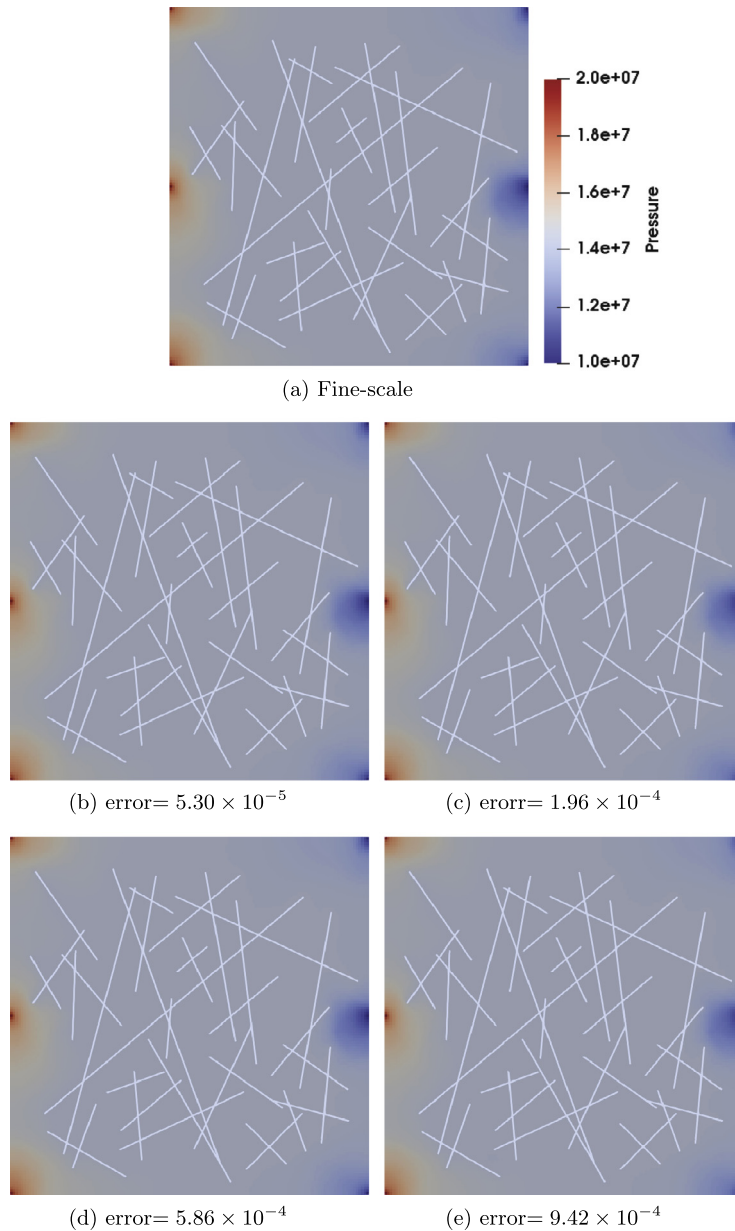 2.0e+07
1.8e+7
1.6e+7
1.4e+7
1.2e+7
1.0e+07
Pressure
(a) Fine-scale
(b) error= 5.30 × 10⁻⁵
(c) erorr= 1.96 × 10⁻⁴
(d) error= 5.86 × 10⁻⁴
(e) error= 9.42 × 10⁻⁴